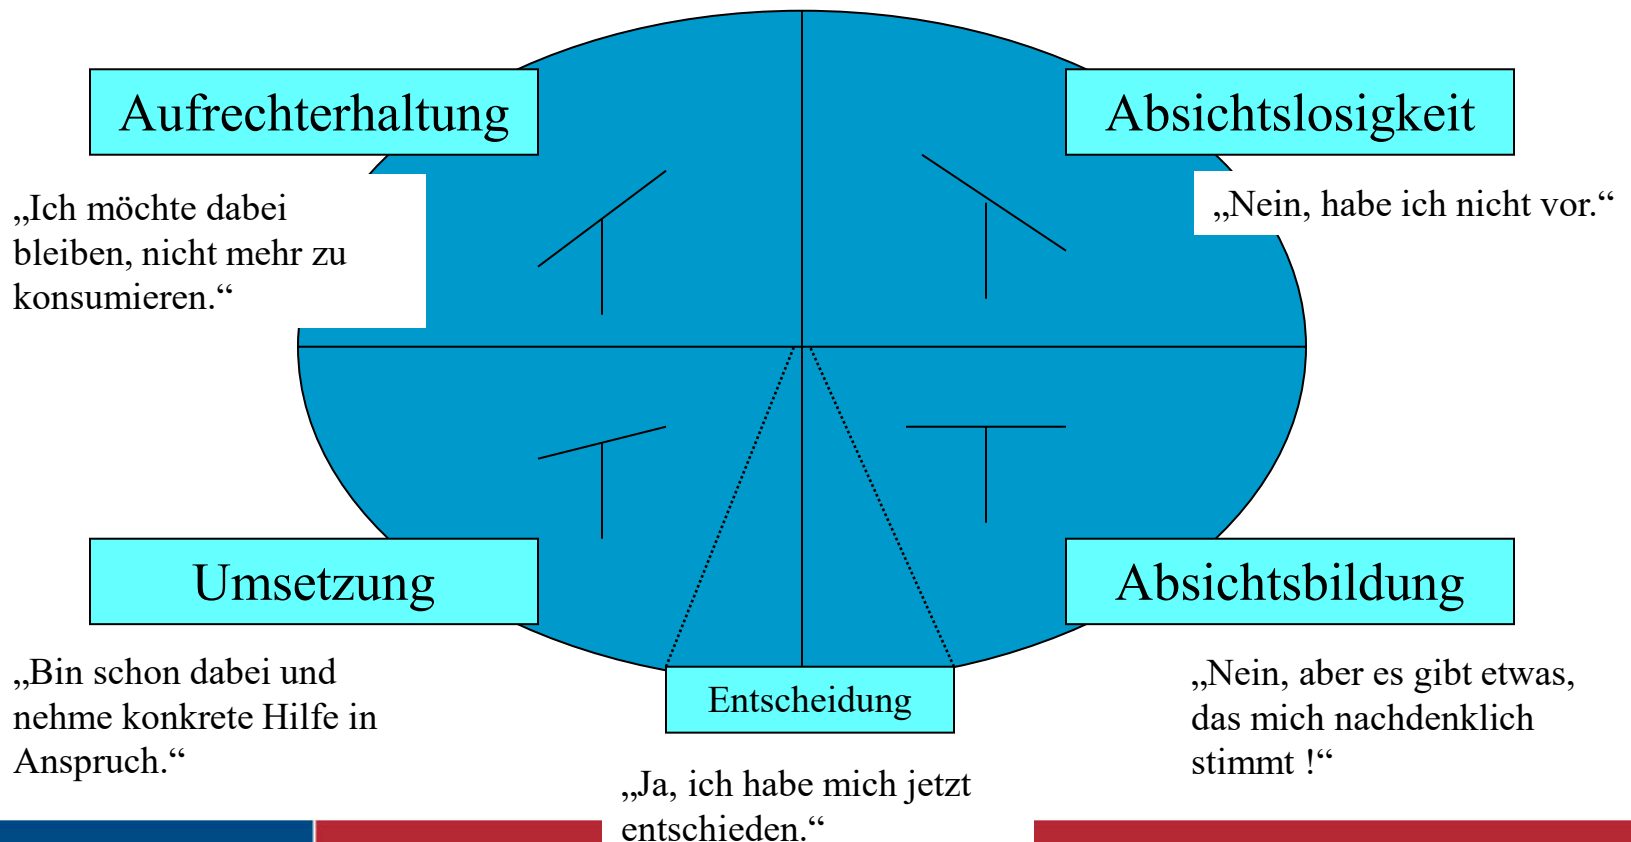 Aufrechterhaltung
„Ich möchte dabei
bleiben, nicht mehr zu
konsumieren.“
Absichtslosigkeit
„Nein, habe ich nicht vor.“
Umsetzung
„Bin schon dabei und
nehme konkrete Hilfe in
Anspruch.“
Entscheidung
„Ja, ich habe mich jetzt
entschieden.“
Absichtsbildung
„Nein, aber es gibt etwas,
das mich nachdenklich
stimmt !“